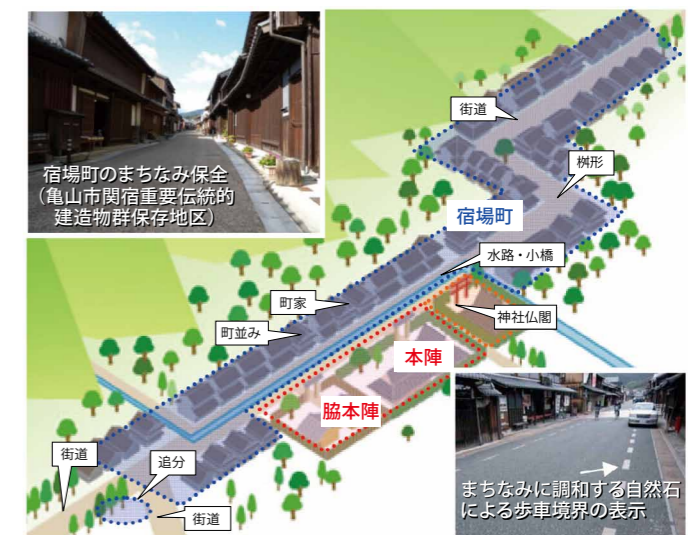 宿場町のまちなみ保全
（亀山市関宿重要伝統的
建造物群保存地区）
街道
桝形
宿場町
水路・小橋
町家
神社仏閣
町並み
本陣
脇本陣
街道
追分
街道
まちなみに調和する自然石
による歩車境界の表示